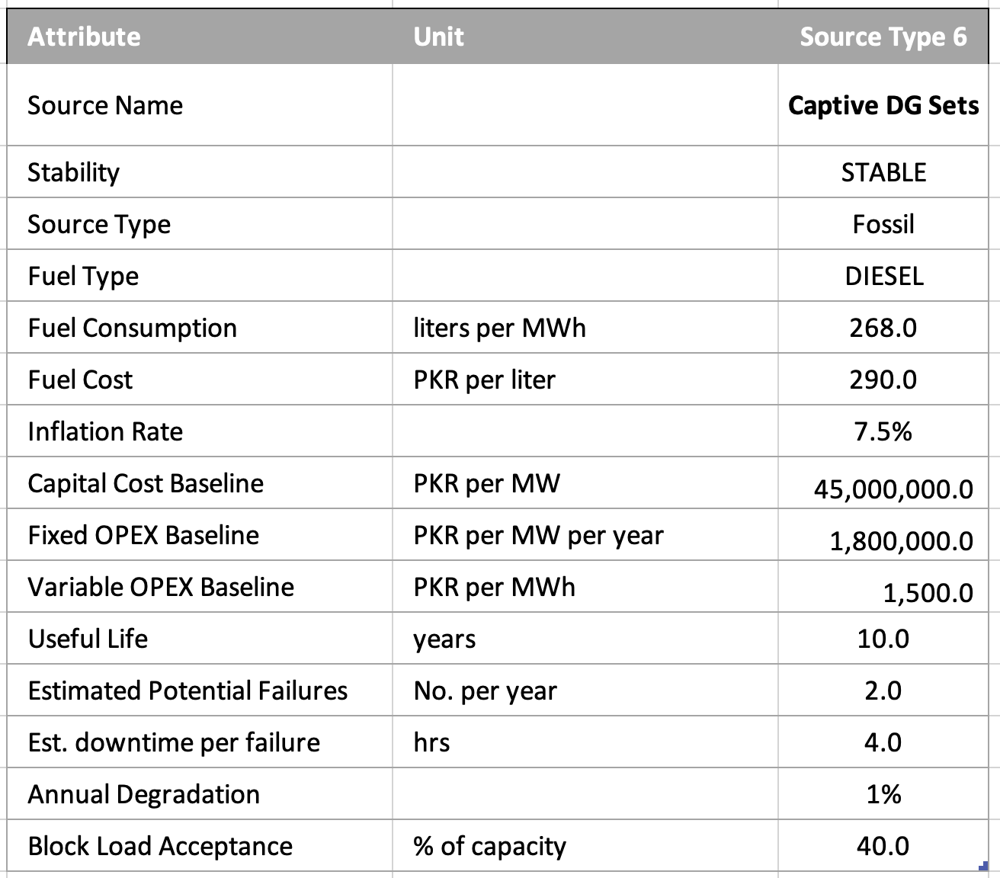 Attribute Unit Source Type 6
Source Name Captive DG Sets
Stability STABLE
Source Type Fossil
Fuel Type DIESEL
Fuel Consumption liters per MWh 268.0
Fuel Cost PKR per liter 290.0
Inflation Rate 7.5%
Capital Cost Baseline PKR per MW 45,000,000.0
Fixed OPEX Baseline PKR per MW per year 1,800,000.0
Variable OPEX Baseline PKR per MWh 1,500.0
Useful Life years 10.0
Estimated Potential Failures No. per year 2.0
Est. downtime per failure hrs 4.0
Annual Degradation 1%
Block Load Acceptance % of capacity 40.0